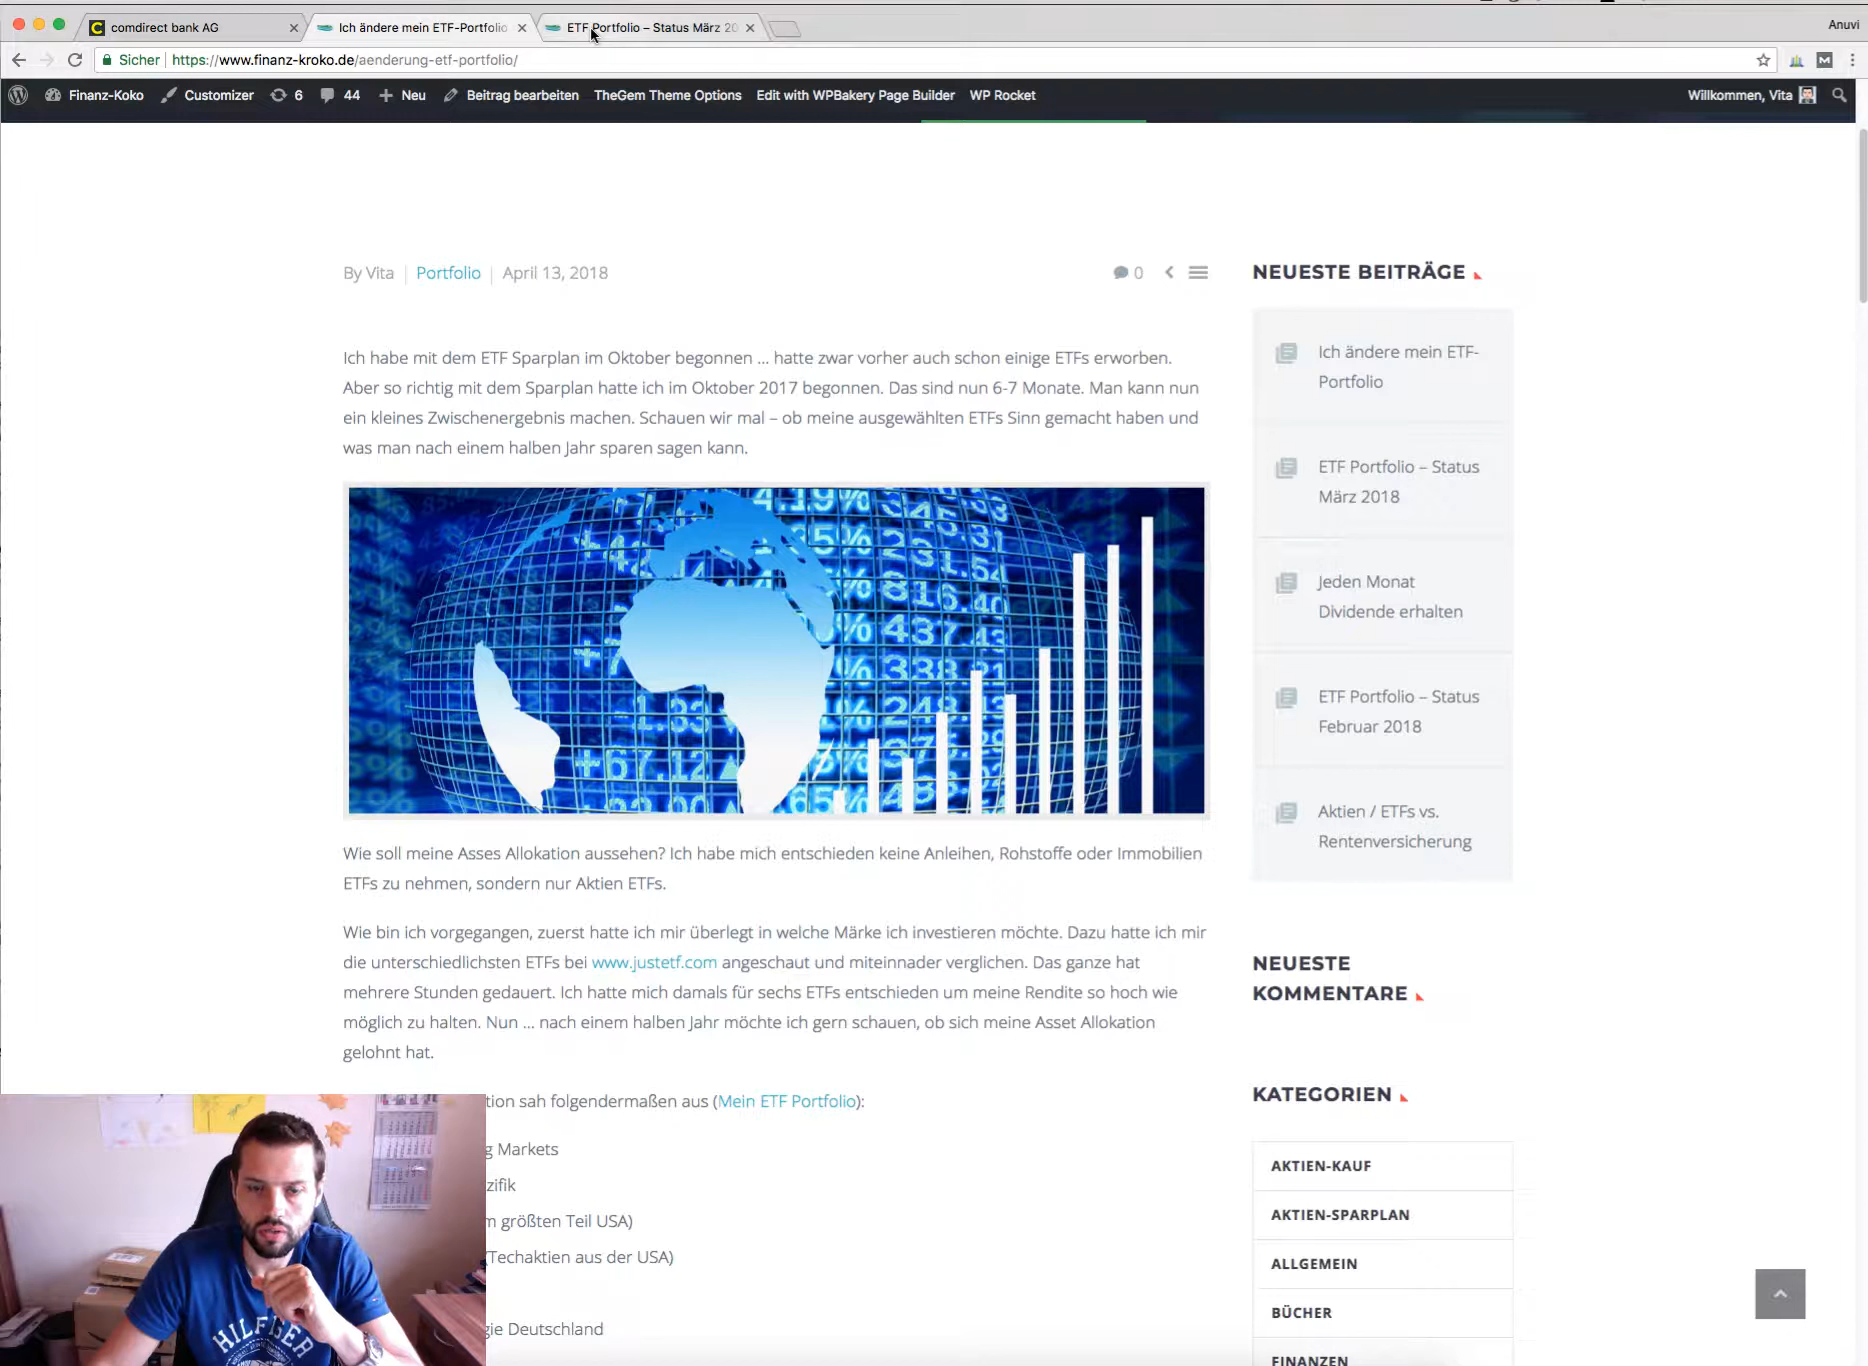 comdirect bank AG
Ich ändere mein ETF-Portfolio
ETF Portfolio – Status März 20
Anuvi
Sicher | https://www.finanz-kroko.de/aenderung-etf-portfolio/
Finanz-Koko Customizer 6 44 Neu Beitrag bearbeiten TheGem Theme Options Edit with WPBakery Page Builder WP Rocket
Willkommen, Vita
By Vita | Portfolio | April 13, 2018
0
Ich habe mit dem ETF Sparplan im Oktober begonnen ... hatte zwar vorher auch schon einige ETFs erworben.
Aber so richtig mit dem Sparplan hatte ich im Oktober 2017 begonnen. Das sind nun 6-7 Monate. Man kann nun
ein kleines Zwischenergebnis machen. Schauen wir mal – ob meine ausgewählten ETFs Sinn gemacht haben und
was man nach einem halben Jahr sparen sagen kann.
4.19%
816.40
437
+67.12
Wie soll meine Asses Allokation aussehen? Ich habe mich entschieden keine Anleihen, Rohstoffe oder Immobilien
ETFs zu nehmen, sondern nur Aktien ETFs.
Wie bin ich vorgegangen, zuerst hatte ich mir überlegt in welche Märke ich investieren möchte. Dazu hatte ich mir
die unterschiedlichsten ETFs bei www.justetf.com angeschaut und miteinnader verglichen. Das ganze hat
mehrere Stunden gedauert. Ich hatte mich damals für sechs ETFs entschieden um meine Rendite so hoch wie
möglich zu halten. Nun ... nach einem halben Jahr möchte ich gern schauen, ob sich meine Asset Allokation
gelohnt hat.
tion sah folgendermaßen aus (Mein ETF Portfolio):
g Markets
zifik
m größten Teil USA)
(Techaktien aus der USA)
gie Deutschland
HILFIGER
NEUESTE BEITRÄGE
Ich ändere mein ETF-
Portfolio
ETF Portfolio – Status
März 2018
Jeden Monat
Dividende erhalten
ETF Portfolio – Status
Februar 2018
Aktien / ETFs vs.
Rentenversicherung
NEUESTE
KOMMENTARE
KATEGORIEN
AKTIEN-KAUF
AKTIEN-SPARPLAN
ALLGEMEIN
BÜCHER
FINANZEN